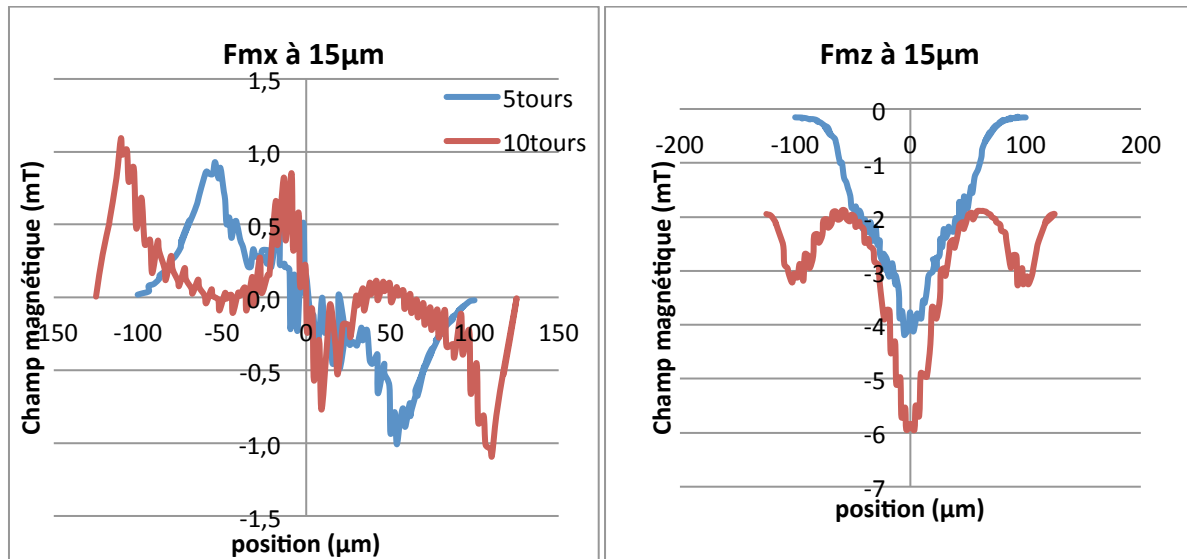 Fmx à 15µm
1,5
1,0
0,5
0,0
-0,5
-1,0
-1,5
-150 -100 -50 0 50 100 150
5tours
10tours
Champ magnétique (mT)
position (µm)
Fmz à 15µm
0
-1
-2
-3
-4
-5
-6
-7
-200 -100 0 100 200
Champ magnétique (mT)
position (µm)